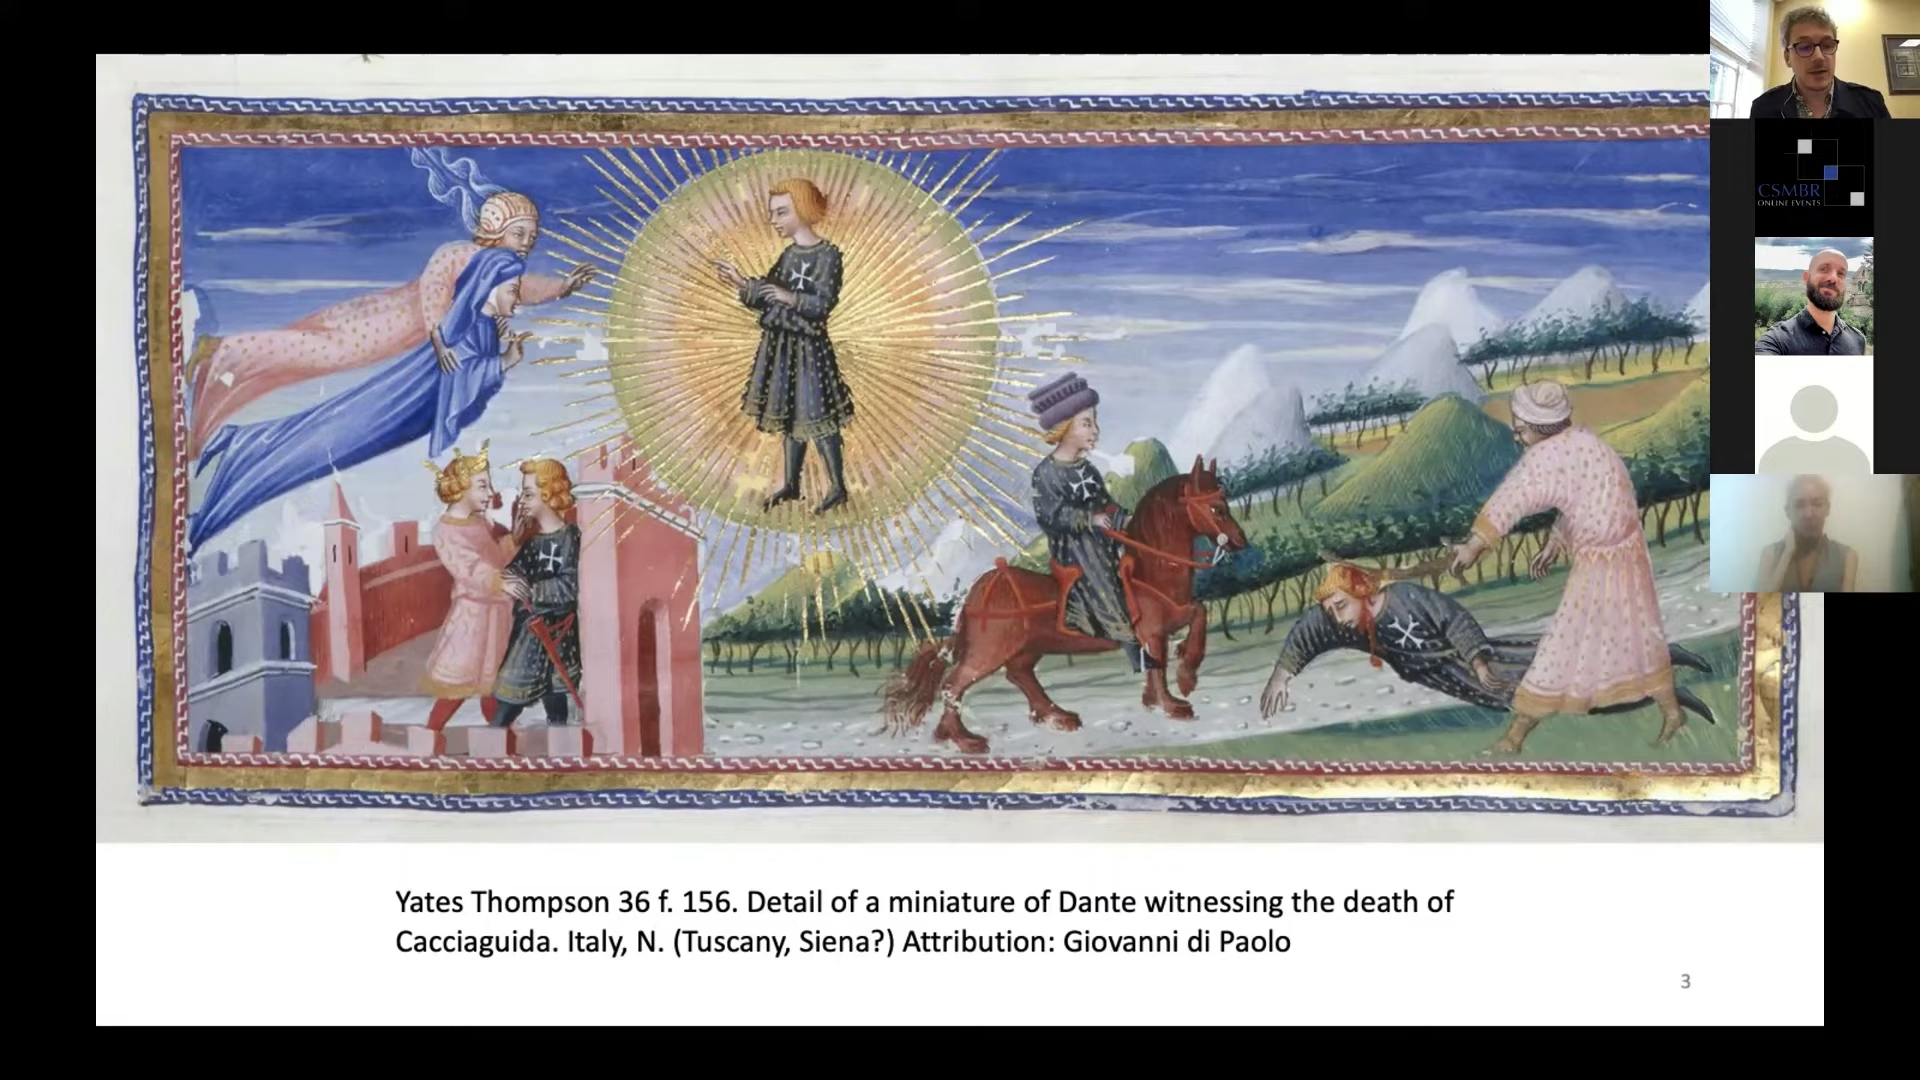 CSMBR
ONLINE EVENTS
Yates Thompson 36 f. 156. Detail of a miniature of Dante witnessing the death of
Cacciaguida. Italy, N. (Tuscany, Siena?) Attribution: Giovanni di Paolo
3